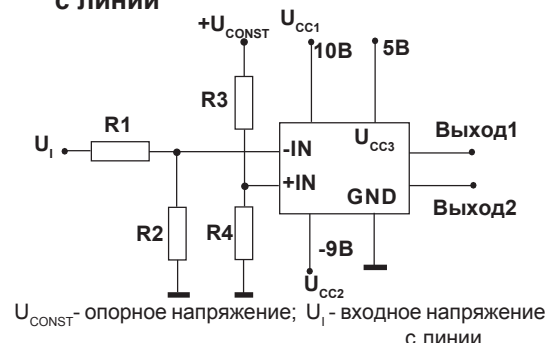 с линии
+U_CONST U_CC1
10В 5В
R3
R1
U_I
-IN U_CC3 Выход1
+IN
GND
Выход2
R2 R4
-9В
U_CC2
U_CONST- опорное напряжение; U_I - входное напряжение
с линии